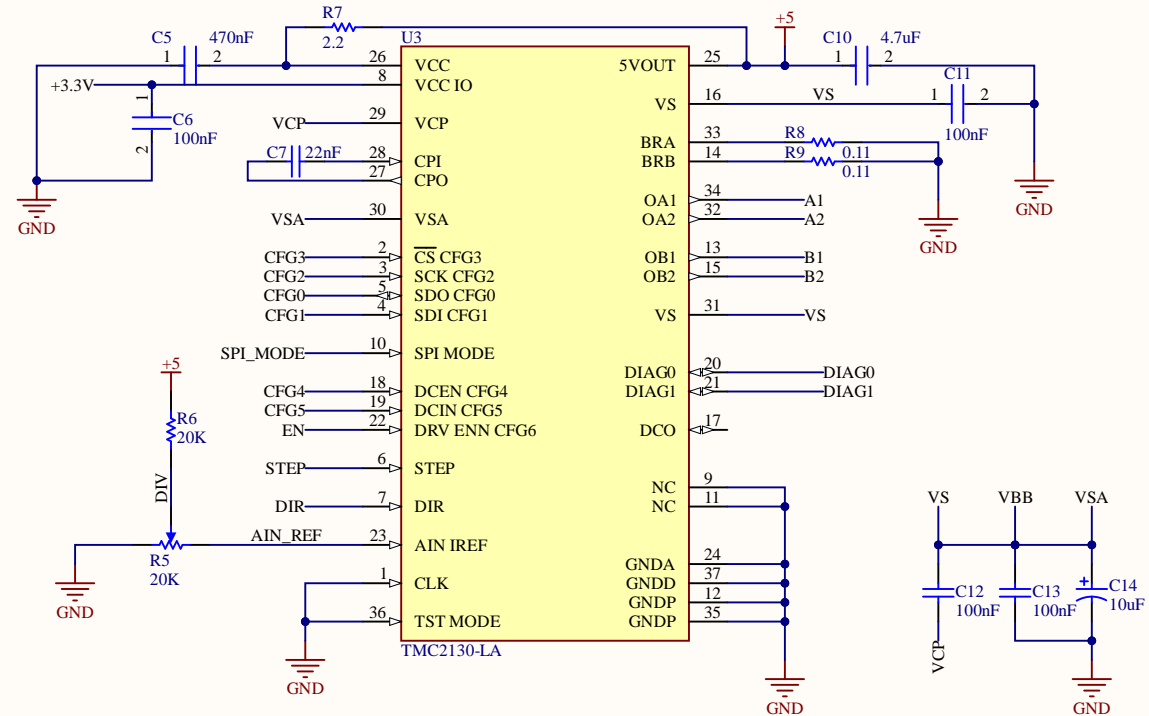 R7
2.2
C5 470nF
1 2
+3.3V
1
C6
100nF
2
GND
VCP
C7 22nF
VSA
CFG3
CFG2
CFG0
CFG1
SPI_MODE
CFG4
CFG5
EN
STEP
DIR
+5
R6
20K
DIV
AIN_REF
R5
20K
GND
GND
U3
26 VCC
8 VCC IO
29 VCP
28 CPI
27 CPO
30 VSA
2 CS CFG3
3 SCK CFG2
5 SDO CFG0
4 SDI CFG1
10 SPI MODE
18 DCEN CFG4
19 DCIN CFG5
22 DRV ENN CFG6
6 STEP
7 DIR
23 AIN IREF
1 CLK
36 TST MODE
TMC2130-LA
5VOUT 25
VS 16
BRA 33
BRB 14
OA1 34
OA2 32
OB1 13
OB2 15
VS 31
DIAG0 20
DIAG1 21
DCO 17
NC 9
NC 11
GNDA 24
GNDD 37
GNDP 12
GNDP 35
+5
C10 4.7uF
1 2
VS
C11
1 2
100nF
R8
0.11
R9
0.11
GND
GND
A1
A2
B1
B2
VS
DIAG0
DIAG1
GND
VS VBB VSA
C12
100nF
C13
100nF
+
C14
10uF
VCP
GND